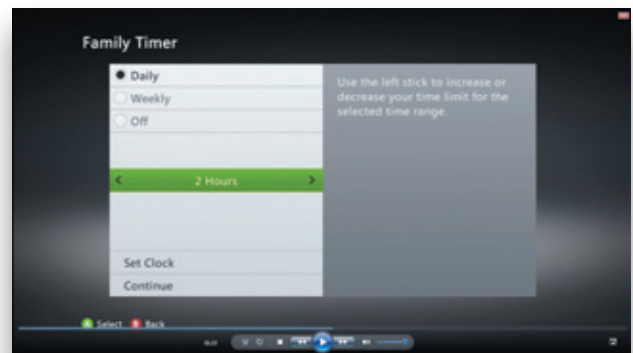 Family Timer
Daily
Weekly
Off
Use the left stick to increase or
decrease your time limit for the
selected time range.
2 Hours
Set Clock
Continue
A Select B Back